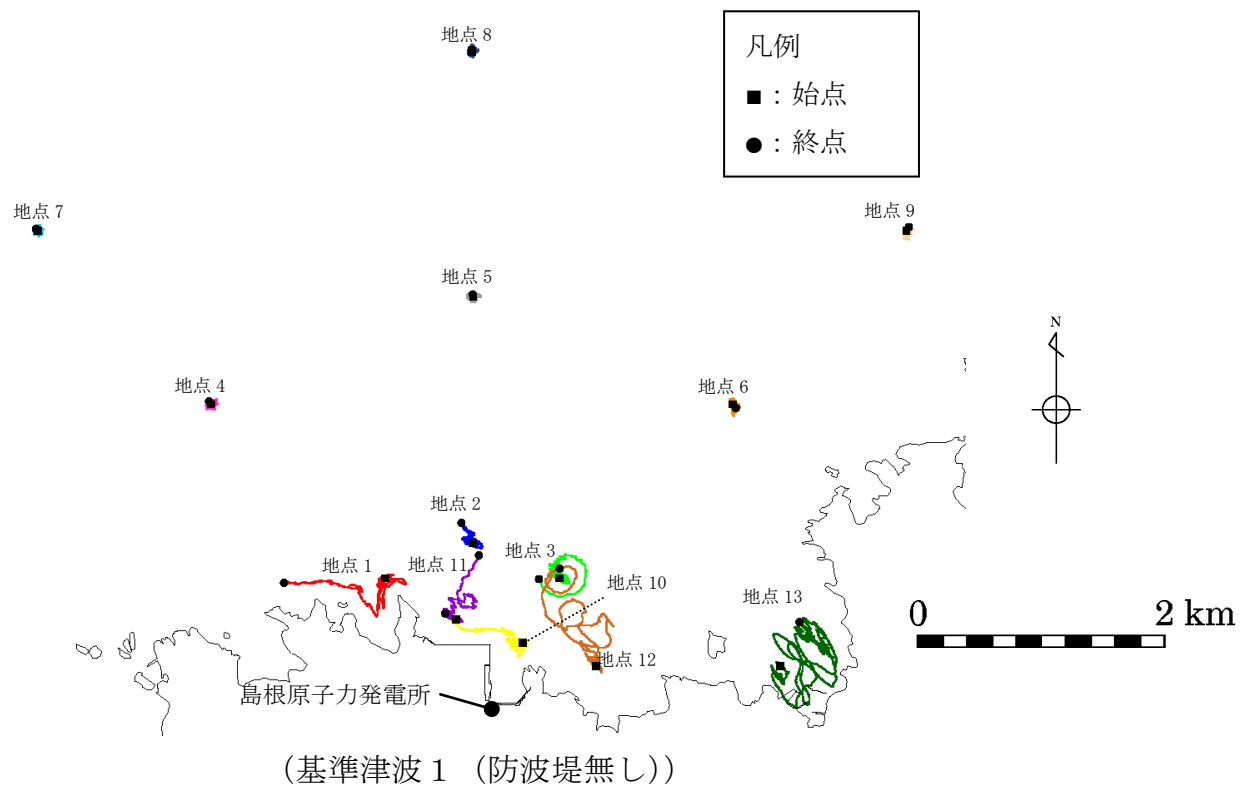 地点 8
凡例
■：始点
●：終点
地点 7
地点 9
地点 5
N
地点 4
地点 6
地点 2
地点 3
地点 1
地点 11
地点 10
地点 13
0
2 km
地点 12
島根原子力発電所
（基準津波１（防波堤無し））